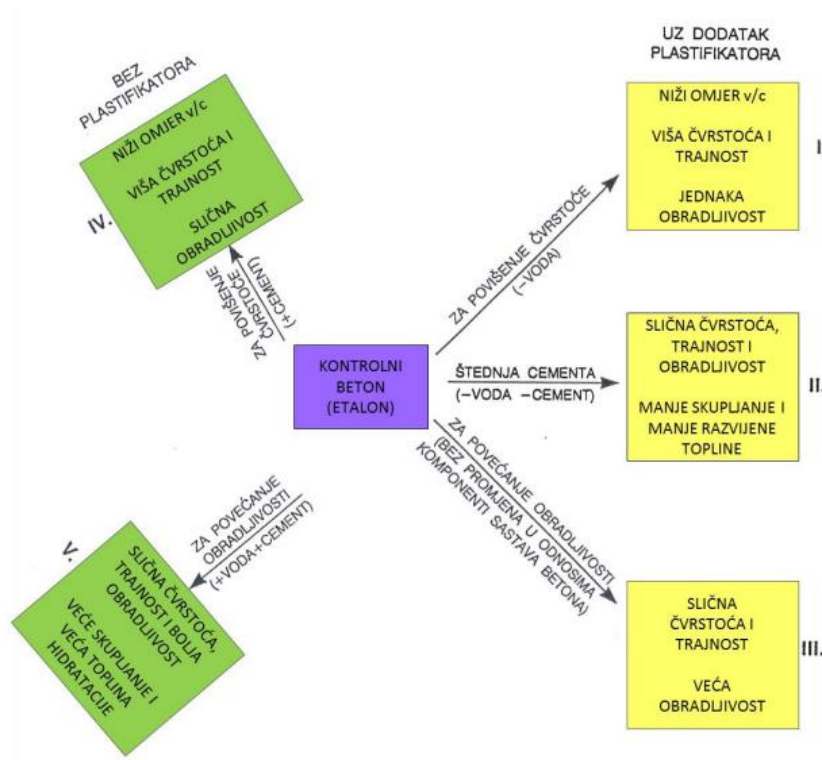 BEZ
PLASTIFIKATORA
NIŽI OMJER v/c
VIŠA ČVRSTOĆA I
TRAJNOST
SLIČNA
OBRADLJIVOST
IV.
ZA POVIŠENJE
ČVRSTOĆE
(+CEMENT)
UZ DODATAK
PLASTIFIKATORA
NIŽI OMJER v/c
VIŠA ČVRSTOĆA I
TRAJNOST
JEDNAKA
OBRADLJIVOST
I
ZA POVIŠENJE ČVRSTOĆE
(−VODA)
KONTROLNI
BETON
(ETALON)
ŠTEDNJA CEMENTA
(−VODA −CEMENT)
SLIČNA ČVRSTOĆA,
TRAJNOST I
OBRADLJIVOST
MANJE SKUPLJANJE I
MANJE RAZVIJENE
TOPLINE
II.
ZA POVEĆANJE OBRADLJIVOSTI
(BEZ PROMJENA U ODNOSIMA
KOMPONENTI SASTAVA BETONA)
SLIČNA
ČVRSTOĆA I
TRAJNOST
VEĆA
OBRADLJIVOST
III.
ZA POVEĆANJE
OBRADLJIVOSTI
(+VODA+CEMENT)
V.
SLIČNA ČVRSTOĆA,
TRAJNOST I BOLJA
OBRADLJIVOST
VEĆE SKUPLJANJE I
VEĆA TOPLINA
HIDRATACIJE